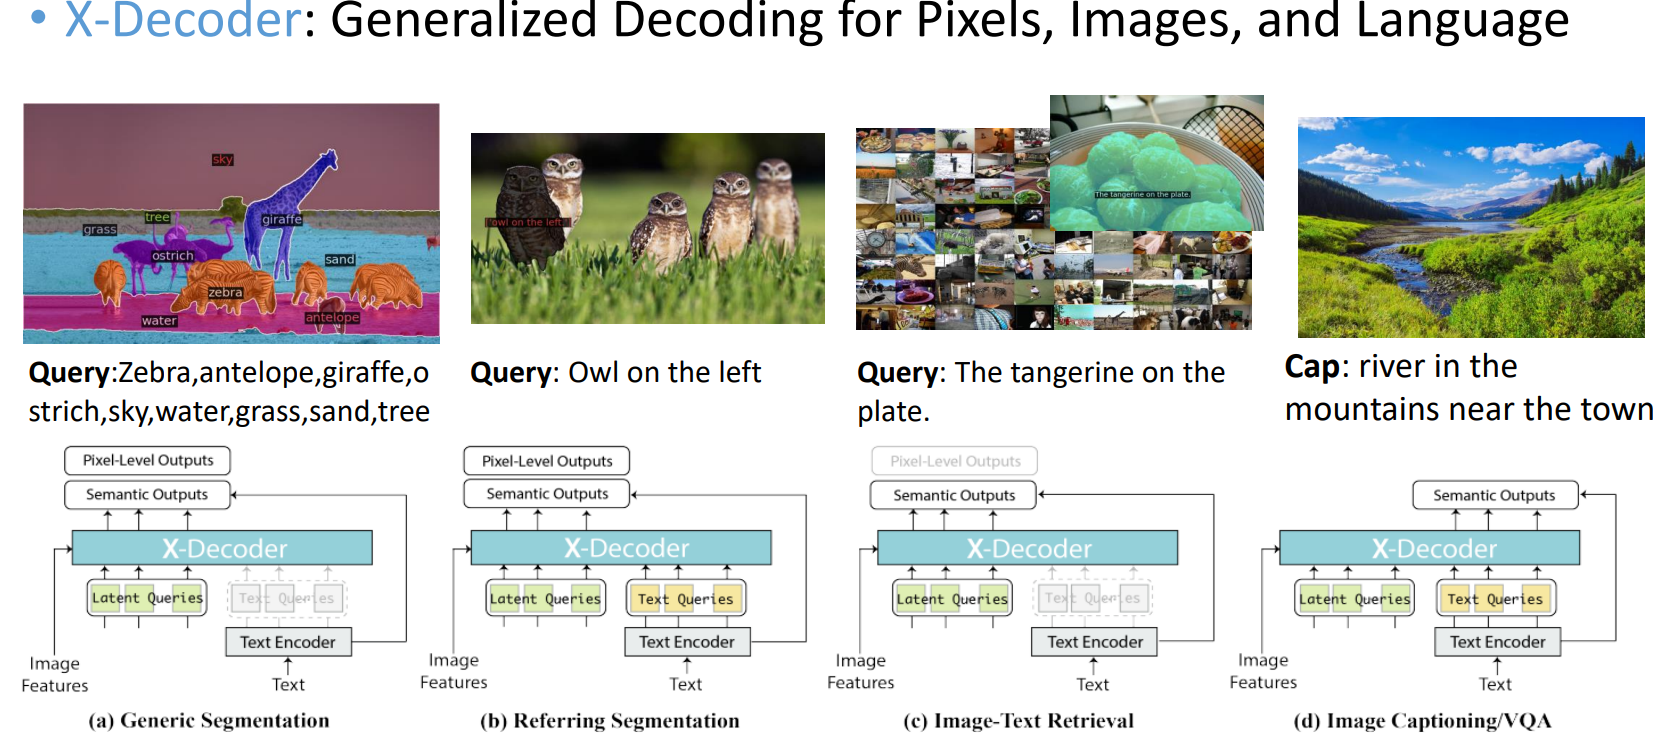 • X-Decoder: Generalized Decoding for Pixels, Images, and Language
sky
tree
giraffe
grass
ostrich
sand
zebra
water
antelope
owl on the left
The tangerine on the plate.
Query:Zebra,antelope,giraffe,o
strich,sky,water,grass,sand,tree
Query: Owl on the left
Query: The tangerine on the
plate.
Cap: river in the
mountains near the town
Pixel-Level Outputs
Semantic Outputs
X-Decoder
Latent Queries
Text Queries
Text Encoder
Image
Features
Text
(a) Generic Segmentation
Pixel-Level Outputs
Semantic Outputs
X-Decoder
Latent Queries
Text Queries
Text Encoder
Image
Features
Text
(b) Referring Segmentation
Pixel-Level Outputs
Semantic Outputs
X-Decoder
Latent Queries
Text Queries
Text Encoder
Image
Features
Text
(c) Image-Text Retrieval
Semantic Outputs
X-Decoder
Latent Queries
Text Queries
Text Encoder
Image
Features
Text
(d) Image Captioning/VQA